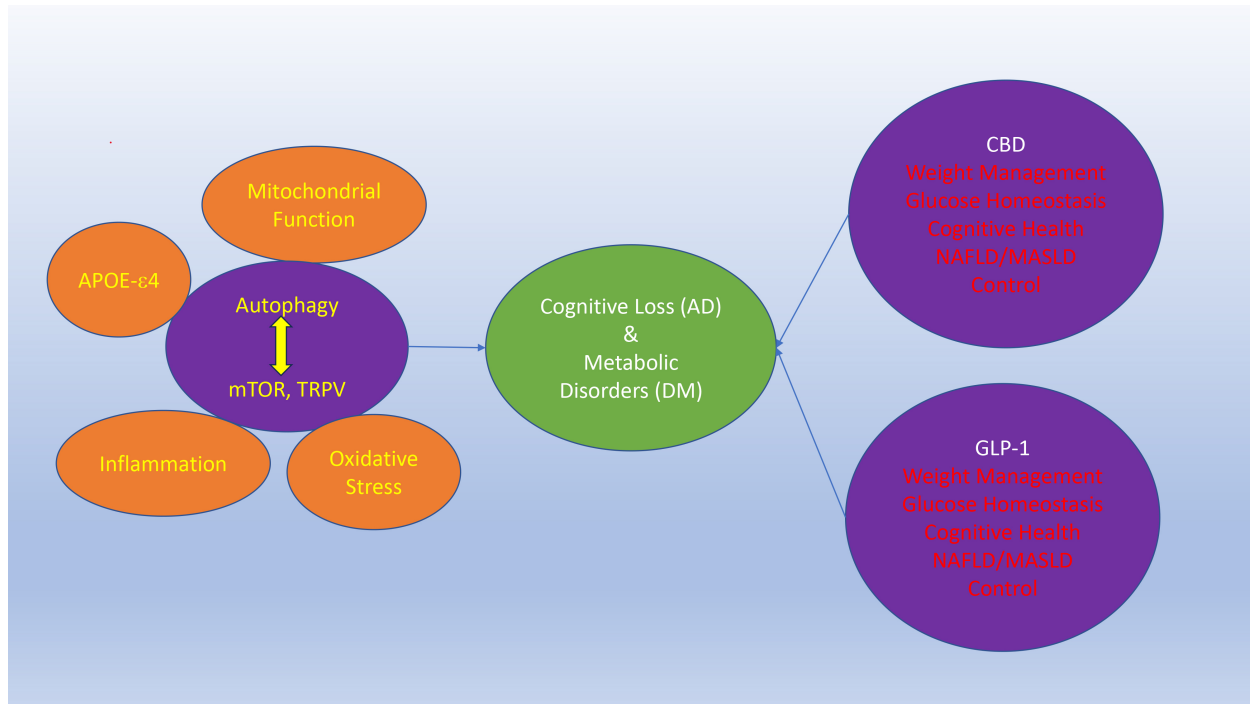 Mitochondrial
Function
APOE-ε4
Autophagy
mTOR, TRPV
Inflammation
Oxidative
Stress
Cognitive Loss (AD)
&
Metabolic
Disorders (DM)
CBD
Weight Management
Glucose Homeostasis
Cognitive Health
NAFLD/MASLD
Control
GLP-1
Weight Management
Glucose Homeostasis
Cognitive Health
NAFLD/MASLD
Control